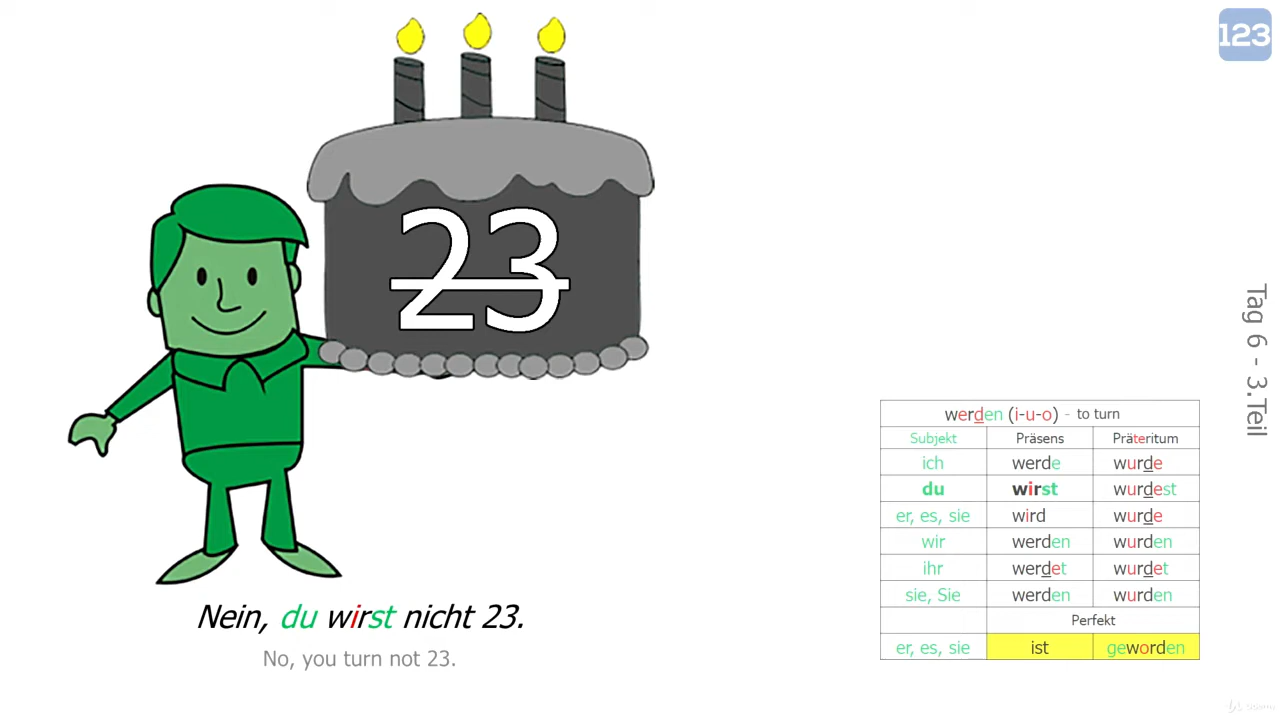 123
23
Tag 6 - 3.Teil
werden (i-u-o) - to turn
Subjekt Präsens Präteritum
ich werde wurde
du wirst wurdest
er, es, sie wird wurde
wir werden wurden
ihr werdet wurdet
sie, Sie werden wurden
Perfekt
er, es, sie ist geworden
Nein, du wirst nicht 23.
No, you turn not 23.